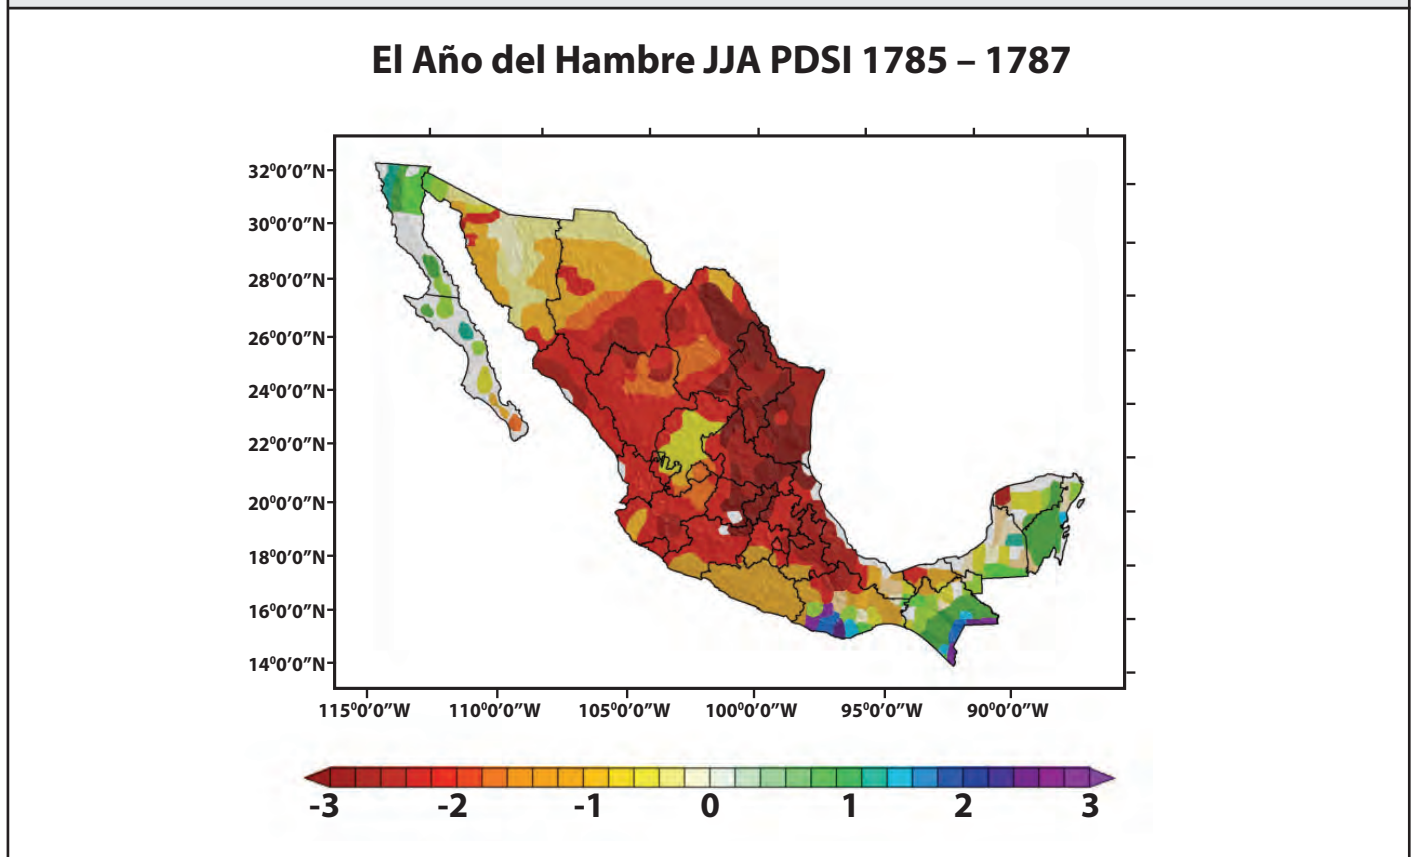 El Año del Hambre JJA PDSI 1785 – 1787
32⁰0′0″N
30⁰0′0″N
28⁰0′0″N
26⁰0′0″N
24⁰0′0″N
22⁰0′0″N
20⁰0′0″N
18⁰0′0″N
16⁰0′0″N
14⁰0′0″N
115⁰0′0″W 110⁰0′0″W 105⁰0′0″W 100⁰0′0″W 95⁰0′0″W 90⁰0′0″W
-3 -2 -1 0 1 2 3